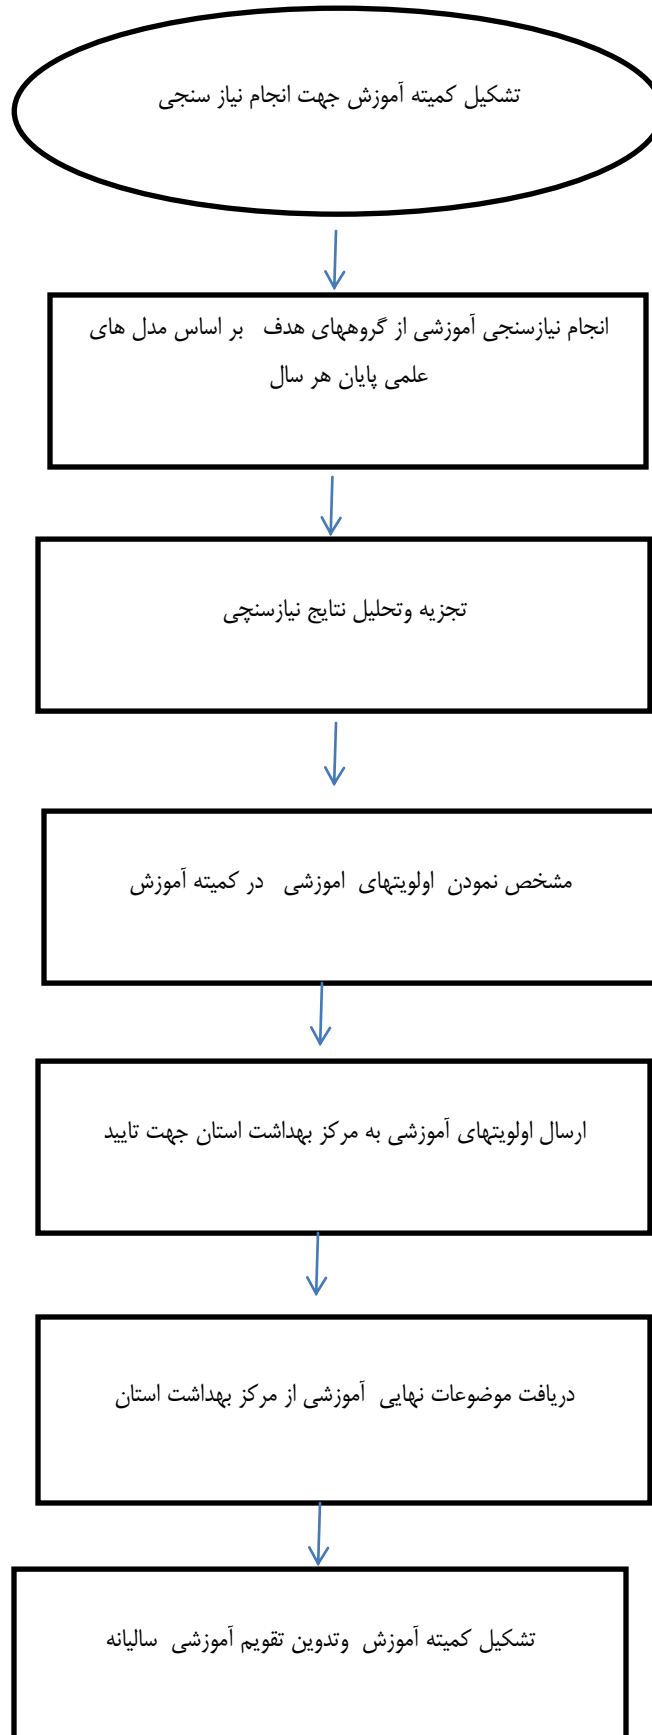 تشکیل کمیته آموزش جهت انجام نیاز سنجی
انجام نیازسنجی آموزشی از گروههای هدف بر اساس مدل های
علمی پایان هر سال
تجزیه وتحلیل نتایج نیازسنچی
مشخص نمودن اولویتهای اموزشی در کمیته آموزش
ارسال اولویتهای آموزشی به مرکز بهداشت استان جهت تایید
دریافت موضوعات نهایی آموزشی از مرکز بهداشت استان
تشکیل کمیته آموزش وتدوین تقویم آموزشی سالیانه